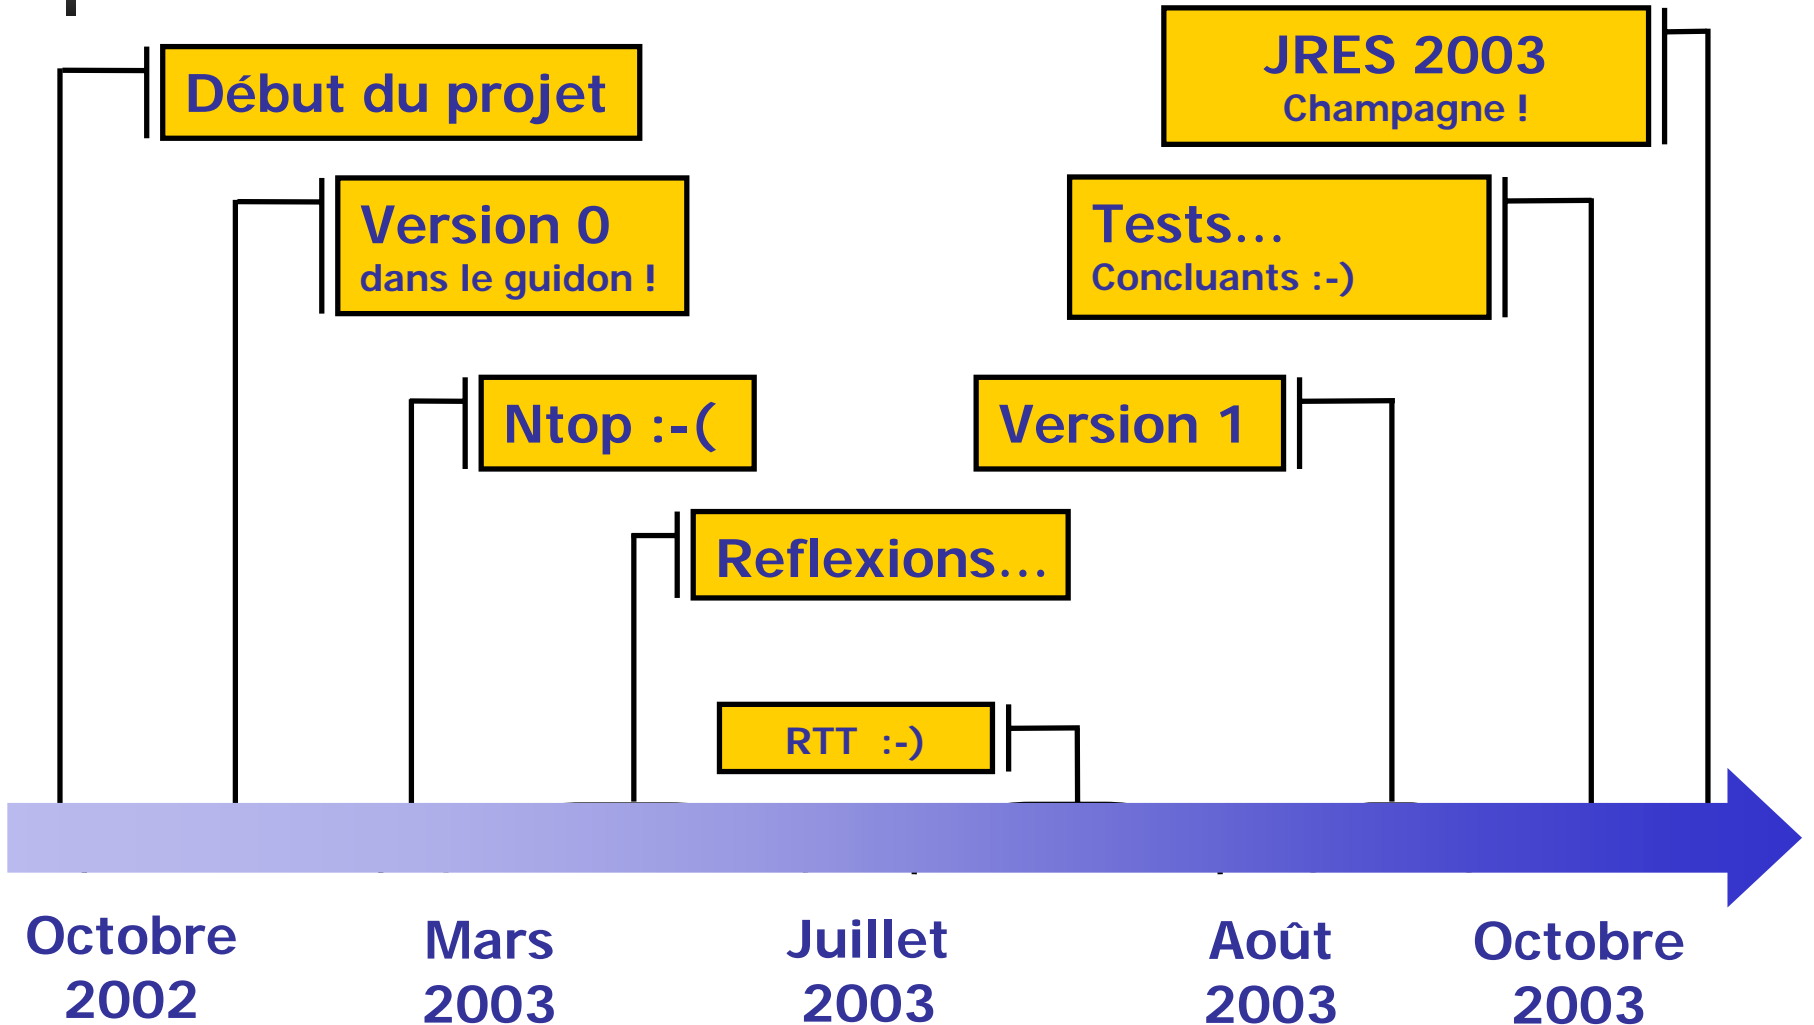 Début du projet
JRES 2003
Champagne !
Version 0
dans le guidon !
Tests...
Concluants :-)
Ntop :-(
Version 1
Reflexions...
RTT :-)
Octobre
2002
Mars
2003
Juillet
2003
Août
2003
Octobre
2003